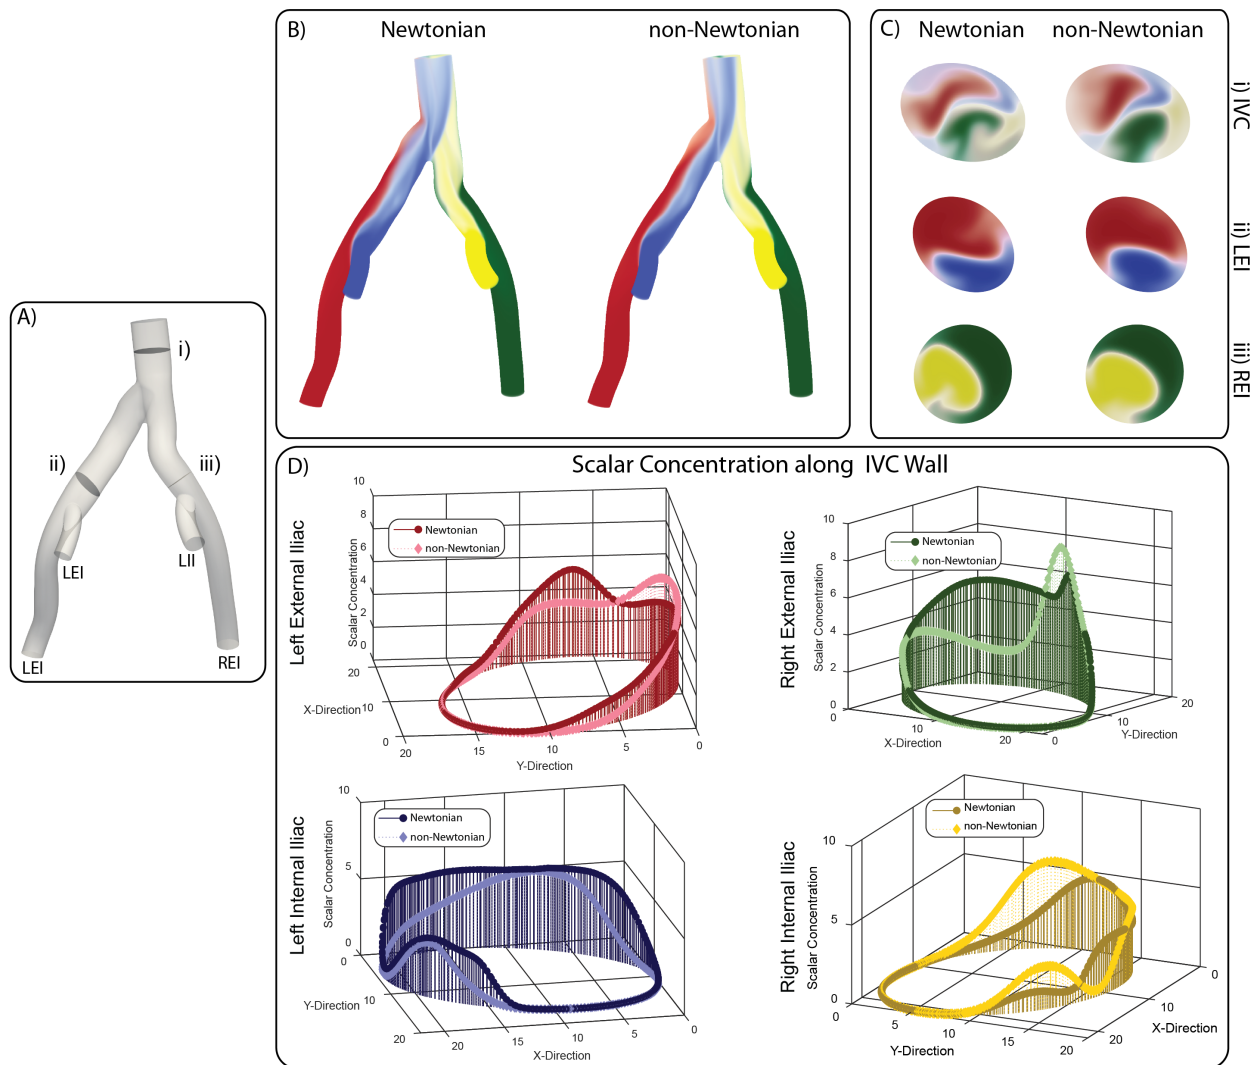 A)
i)
ii)
iii)
LEI
LII
LEI
REI
B)
Newtonian
non-Newtonian
C)
Newtonian
non-Newtonian
i) IVC
ii) LEI
iii) REI
D)
Scalar Concentration along IVC Wall
Left External Iliac
Scalar Concentration
10
8
6
4
2
0
Newtonian
non-Newtonian
20
X-Direction
10
0
20
15
10
5
0
Y-Direction
Right External Iliac
Scalar Concentration
10
8
6
4
2
0
Newtonian
non-Newtonian
0
10
20
X-Direction
0
10
20
Y-Direction
Left Internal Iliac
Scalar Concentration
10
5
0
Newtonian
non-Newtonian
0
Y-Direction
10
20
20
15
10
5
0
X-Direction
Right Internal Iliac
Scalar Concentration
10
5
0
Newtonian
non-Newtonian
0
5
10
15
20
Y-Direction
0
10
20
X-Direction